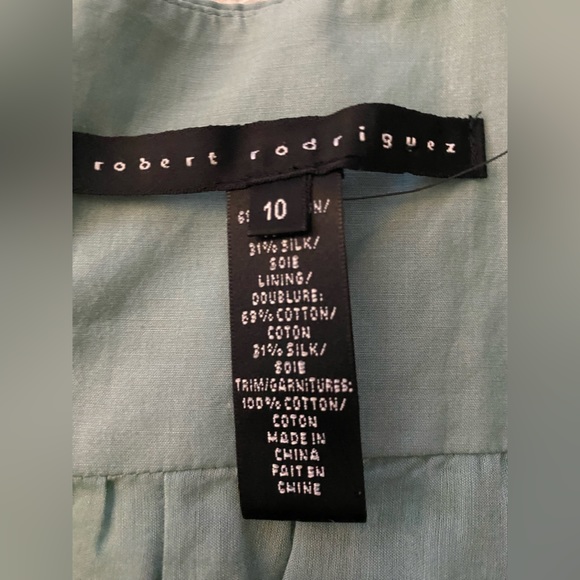 robert rodriguez
10
31% SILK/
SOIE
LINING/
DOUBLURE:
69% COTTON/
COTON
31% SILK/
SOIE
TRIM/GARNITURES:
100% COTTON/
COTON
MADE IN
CHINA
FAIT EN
CHINE